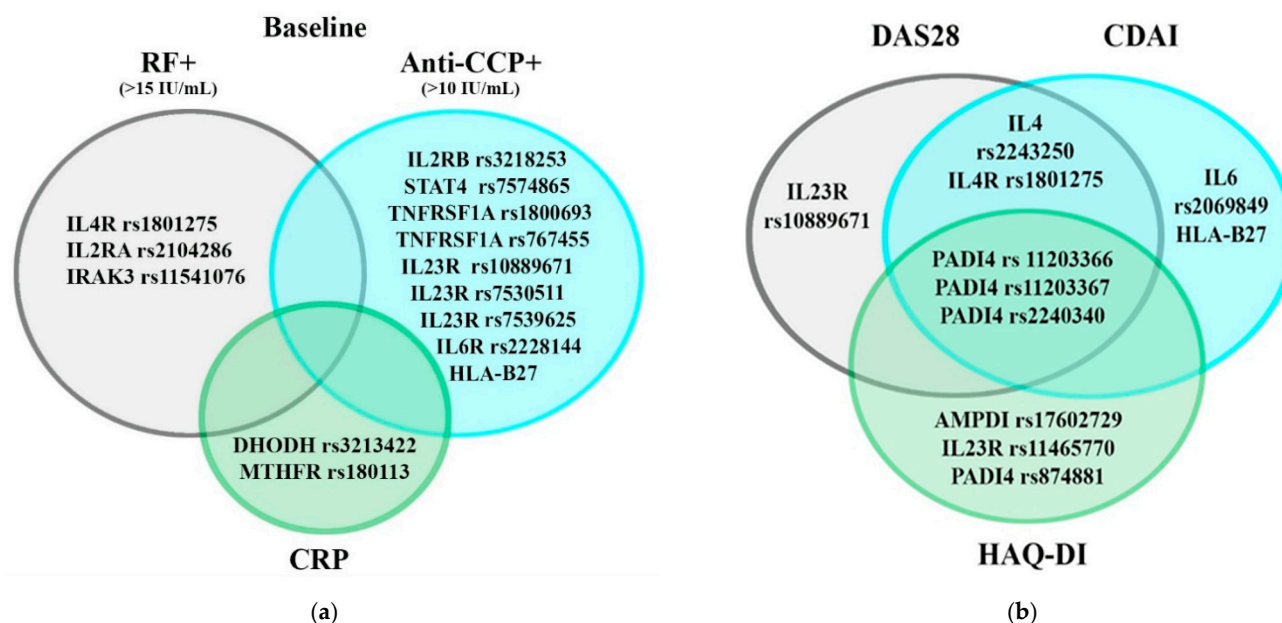 Baseline
RF+
(>15 IU/mL)
Anti-CCP+
(>10 IU/mL)
IL4R rs1801275
IL2RA rs2104286
IRAK3 rs11541076
IL2RB rs3218253
STAT4 rs7574865
TNFRSF1A rs1800693
TNFRSF1A rs767455
IL23R rs10889671
IL23R rs7530511
IL23R rs7539625
IL6R rs2228144
HLA-B27
DHODH rs3213422
MTHFR rs180113
CRP
(a)
DAS28
CDAI
IL23R
rs10889671
IL4
rs2243250
IL4R rs1801275
IL6
rs2069849
HLA-B27
PADI4 rs 11203366
PADI4 rs11203367
PADI4 rs2240340
AMPDI rs17602729
IL23R rs11465770
PADI4 rs874881
HAQ-DI
(b)